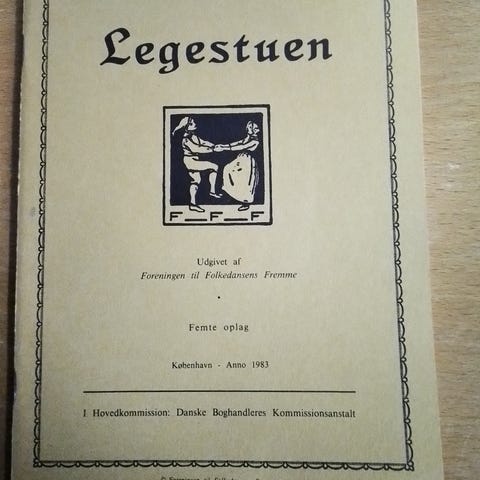 Legestuen
F F F
Udgivet af
Foreningen til Folkedansens Fremme
Femte oplag
København - Anno 1983
I Hovedkommission: Danske Boghandleres Kommissionsanstalt